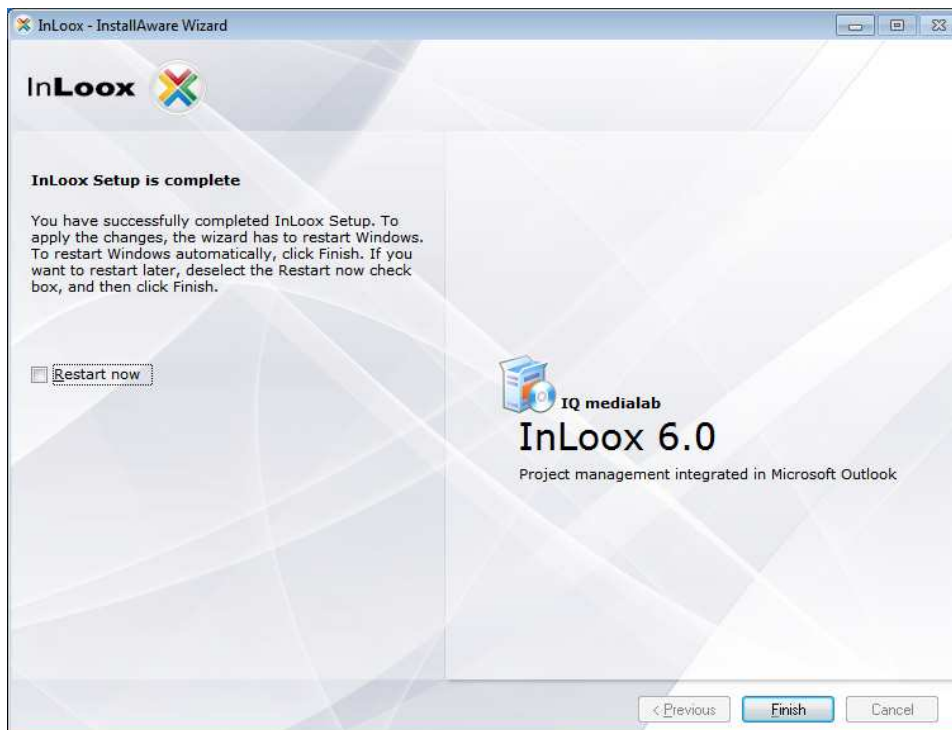 InLoox - InstallAware Wizard
InLoox
InLoox Setup is complete
You have successfully completed InLoox Setup. To
apply the changes, the wizard has to restart Windows.
To restart Windows automatically, click Finish. If you
want to restart later, deselect the Restart now check
box, and then click Finish.
Restart now
IQ medialab
InLoox 6.0
Project management integrated in Microsoft Outlook
< Previous
Finish
Cancel